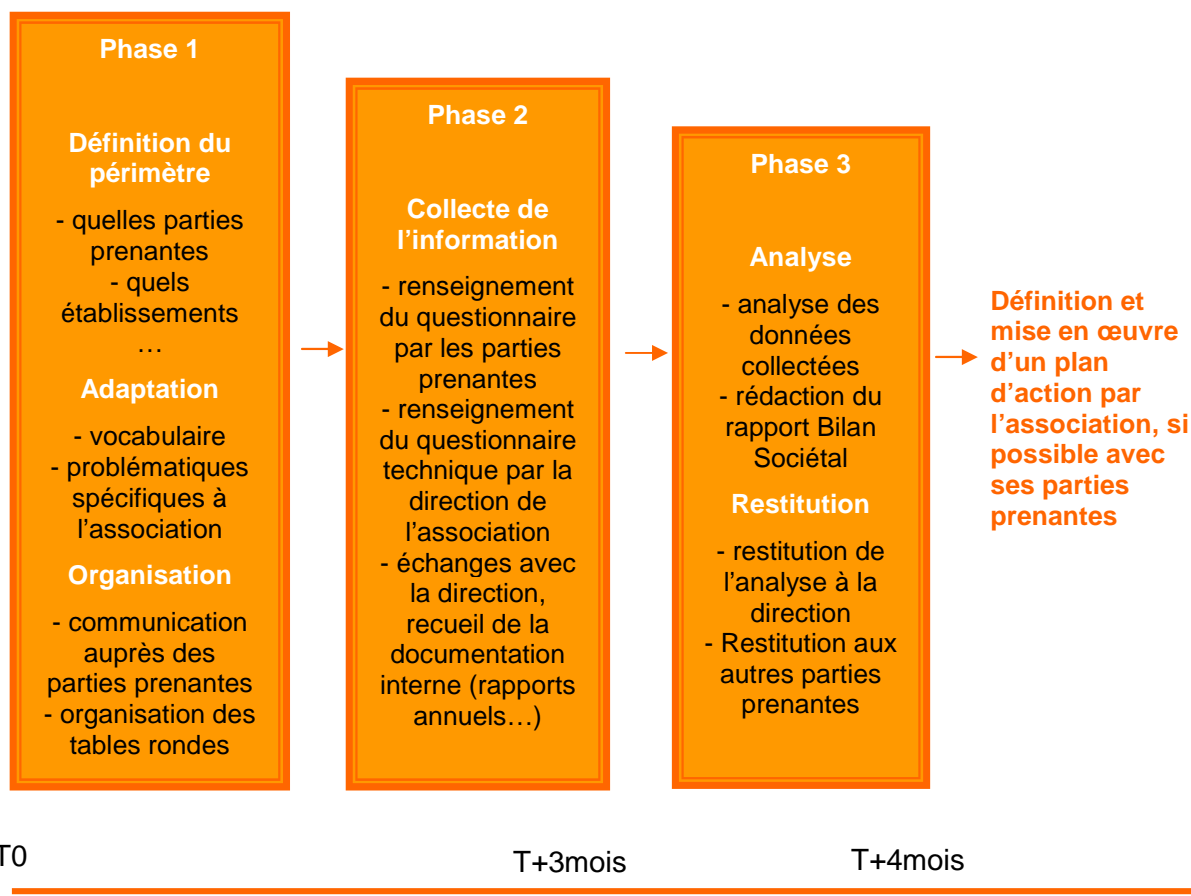 Phase 1
Définition du
périmètre
- quelles parties
prenantes
- quels
établissements
…
Adaptation
- vocabulaire
- problématiques
spécifiques à
l’association
Organisation
- communication
auprès des
parties prenantes
- organisation des
tables rondes
Phase 2
Collecte de
l’information
- renseignement
du questionnaire
par les parties
prenantes
- renseignement
du questionnaire
technique par la
direction de
l’association
- échanges avec
la direction,
recueil de la
documentation
interne (rapports
annuels…)
Phase 3
Analyse
- analyse des
données
collectées
- rédaction du
rapport Bilan
Sociétal
Restitution
- restitution de
l’analyse à la
direction
- Restitution aux
autres parties
prenantes
Définition et
mise en œuvre
d’un plan
d’action par
l’association, si
possible avec
ses parties
prenantes
T0
T+3mois
T+4mois